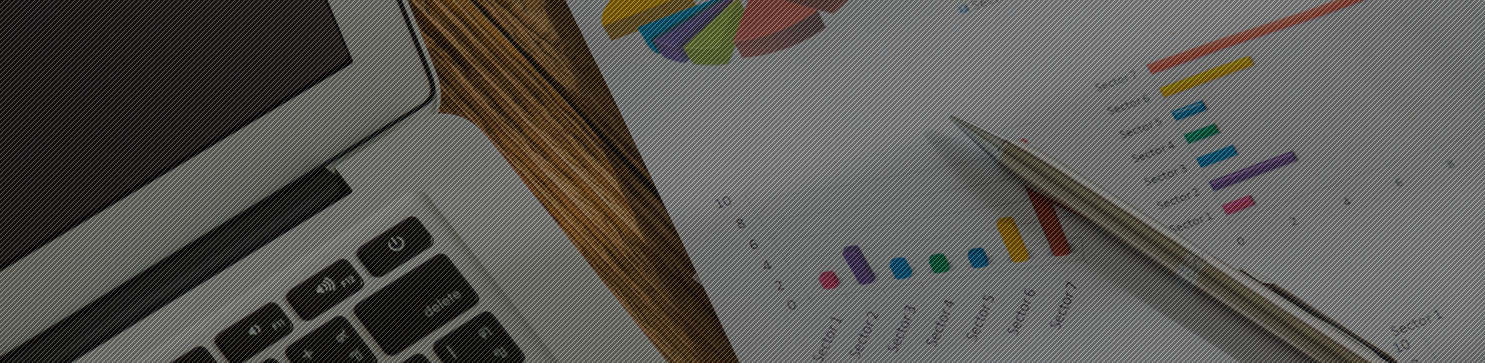 Sector 7
Sector 6
Sector 5
Sector 4
Sector 3
Sector 2
Sector 1
0
2
4
6
8
10
8
6
4
2
0
Sector 1
Sector 2
Sector 3
Sector 4
Sector 5
Sector 6
Sector 7
Sector 1
10
F12
F11
delete